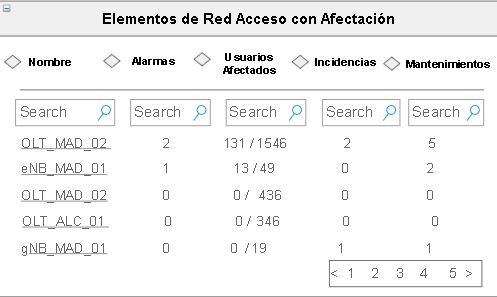 Elementos de Red Acceso con Afectación
Nombre Alarmas Usuarios Afectados Incidencias Mantenimientos
Search Search Search Search Search
OLT_MAD_02 2 131 / 1546 2 5
eNB_MAD_01 1 13 / 49 0 2
OLT_MAD_02 0 0 / 436 0 0
OLT_ALC_01 0 0 / 346 0 0
gNB_MAD_01 0 0 / 19 1 1
< 1 2 3 4 5 >